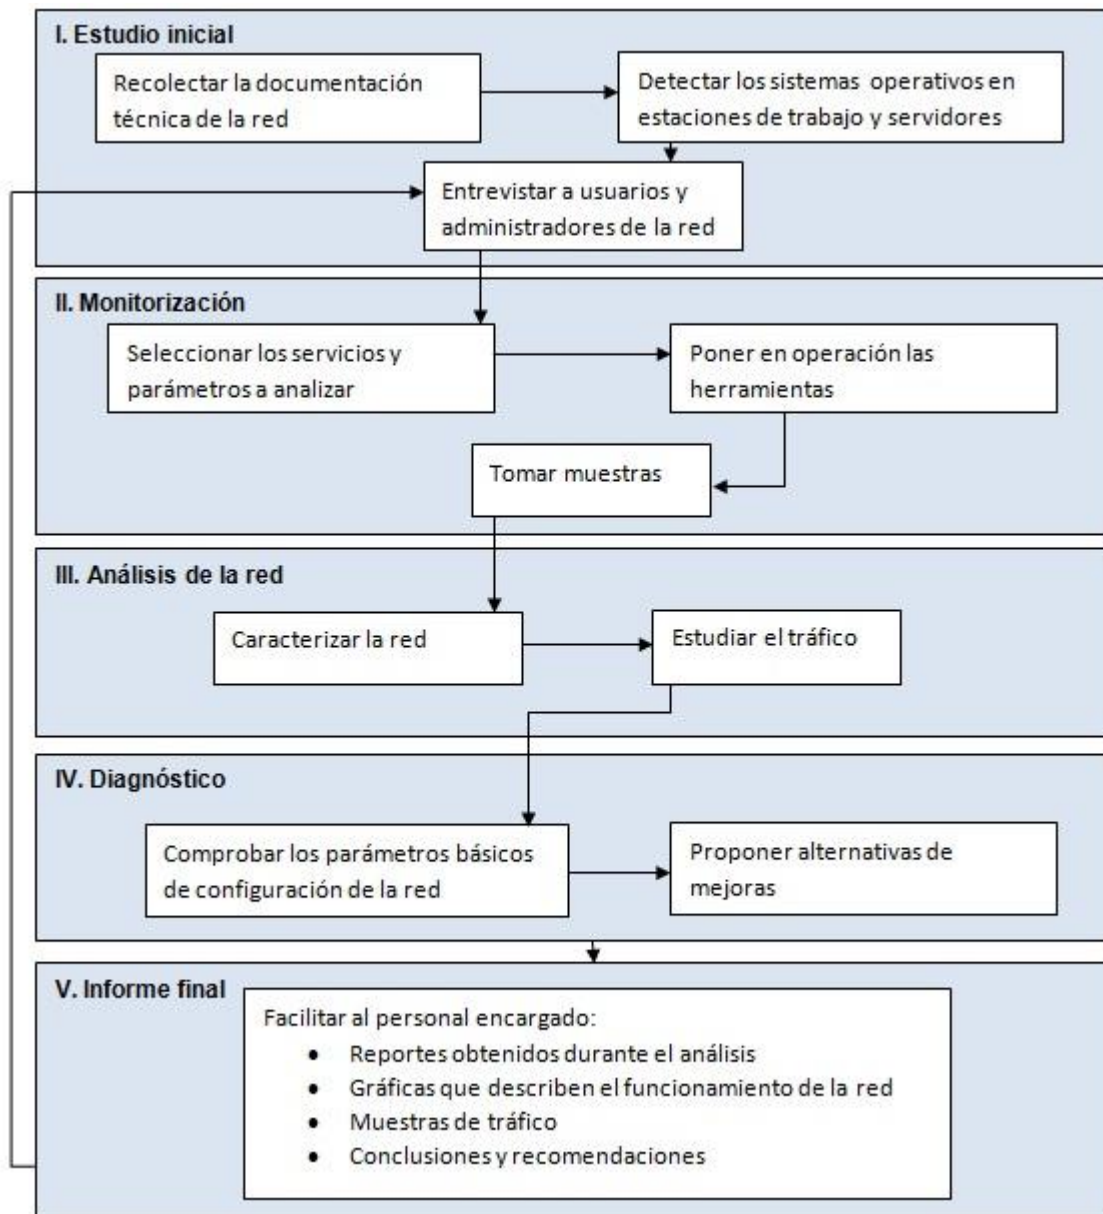 I. Estudio inicial
Recolectar la documentación
técnica de la red
Detectar los sistemas operativos en
estaciones de trabajo y servidores
Entrevistar a usuarios y
administradores de la red
II. Monitorización
Seleccionar los servicios y
parámetros a analizar
Poner en operación las
herramientas
Tomar muestras
III. Análisis de la red
Caracterizar la red
Estudiar el tráfico
IV. Diagnóstico
Comprobar los parámetros básicos
de configuración de la red
Proponer alternativas de
mejoras
V. Informe final
Facilitar al personal encargado:
• Reportes obtenidos durante el análisis
• Gráficas que describen el funcionamiento de la red
• Muestras de tráfico
• Conclusiones y recomendaciones